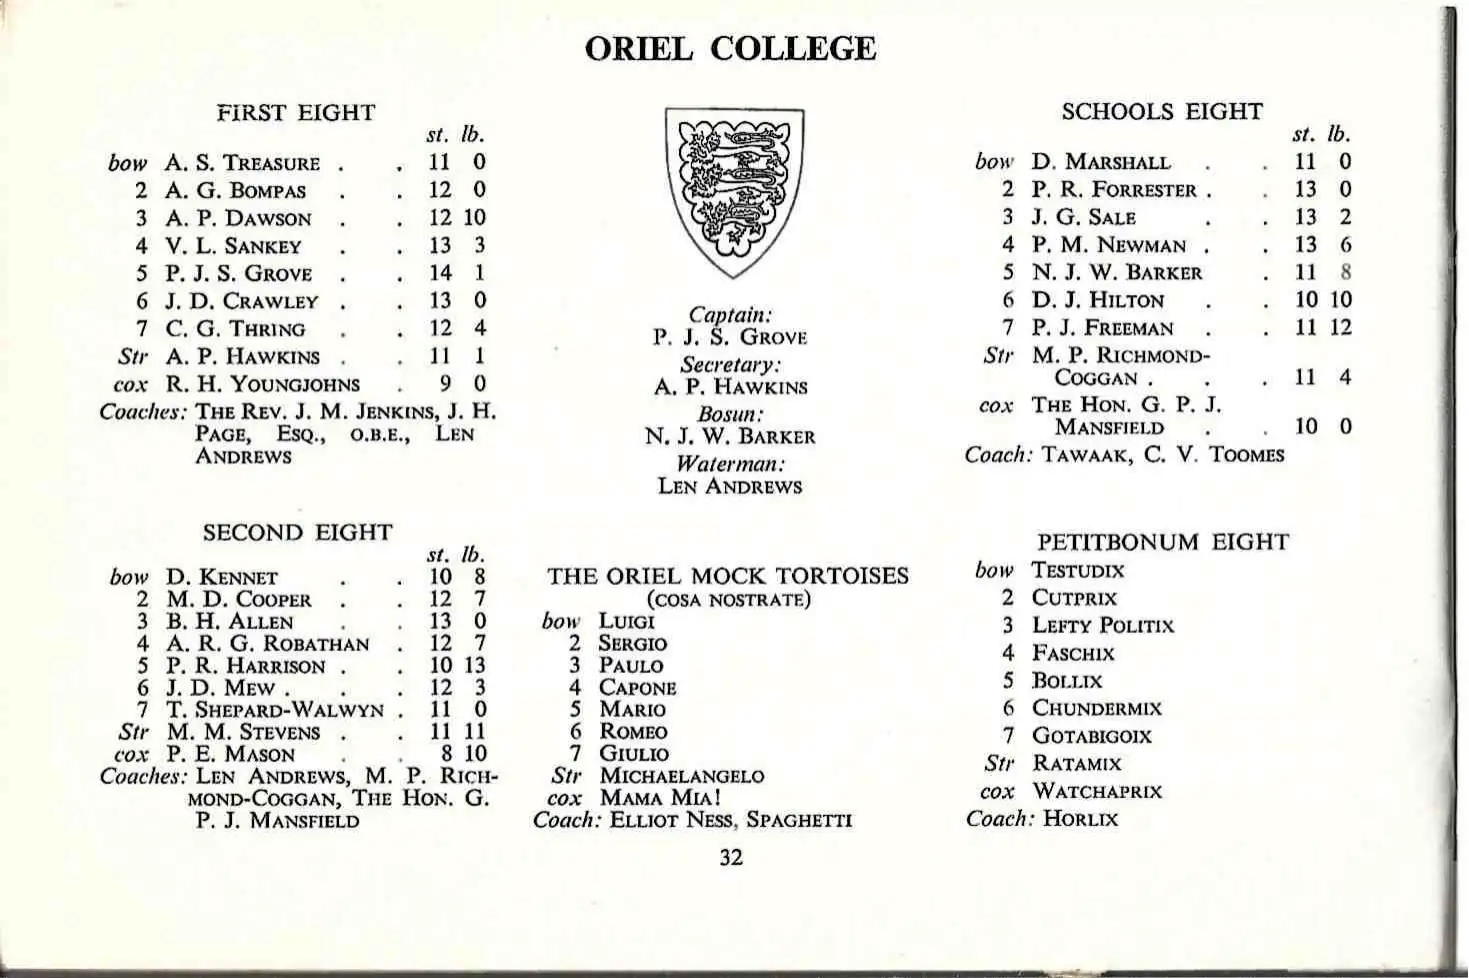 ORIEL COLLEGE
FIRST EIGHT
st. lb.
bow A. S. TREASURE . . 11 0
2 A. G. BOMPAS . . 12 0
3 A. P. DAWSON . . 12 10
4 V. L. SANKEY . . 13 3
5 P. J. S. GROVE . . 14 1
6 J. D. CRAWLEY . . 13 0
7 C. G. THRING . . 12 4
Str A. P. HAWKINS . . 11 1
cox R. H. YOUNGJOHNS . 9 0
Coaches: THE REV. J. M. JENKINS, J. H.
PAGE, ESQ., O.B.E., LEN
ANDREWS
SECOND EIGHT
st. lb.
bow D. KENNET . . 10 8
2 M. D. COOPER . . 12 7
3 B. H. ALLEN . . 13 0
4 A. R. G. ROBATHAN . 12 7
5 P. R. HARRISON . . 10 13
6 J. D. MEW . . . 12 3
7 T. SHEPARD-WALWYN . 11 0
Str M. M. STEVENS . . 11 11
cox P. E. MASON . . 8 10
Coaches: LEN ANDREWS, M. P. RICH-
MOND-COGGAN, THE HON. G.
P. J. MANSFIELD
Captain:
P. J. S. GROVE
Secretary:
A. P. HAWKINS
Bosun:
N. J. W. BARKER
Waterman:
LEN ANDREWS
THE ORIEL MOCK TORTOISES
(COSA NOSTRATE)
bow LUIGI
2 SERGIO
3 PAULO
4 CAPONE
5 MARIO
6 ROMEO
7 GIULIO
Str MICHAELANGELO
cox MAMA MIA!
Coach: ELLIOT NESS, SPAGHETTI
SCHOOLS EIGHT
st. lb.
bow D. MARSHALL . . 11 0
2 P. R. FORRESTER . . 13 0
3 J. G. SALE . . 13 2
4 P. M. NEWMAN . . 13 6
5 N. J. W. BARKER . 11 8
6 D. J. HILTON . . 10 10
7 P. J. FREEMAN . . 11 12
Str M. P. RICHMOND-
COGGAN . . . 11 4
cox THE HON. G. P. J.
MANSFIELD . . 10 0
Coach: TAWAAK, C. V. TOOMES
PETITBONUM EIGHT
bow TESTUDIX
2 CUTPRIX
3 LEFTY POLITIX
4 FASCHIX
5 BOLLIX
6 CHUNDERMIX
7 GOTABIGOIX
Str RATAMIX
cox WATCHAPRIX
Coach: HORLIX
32